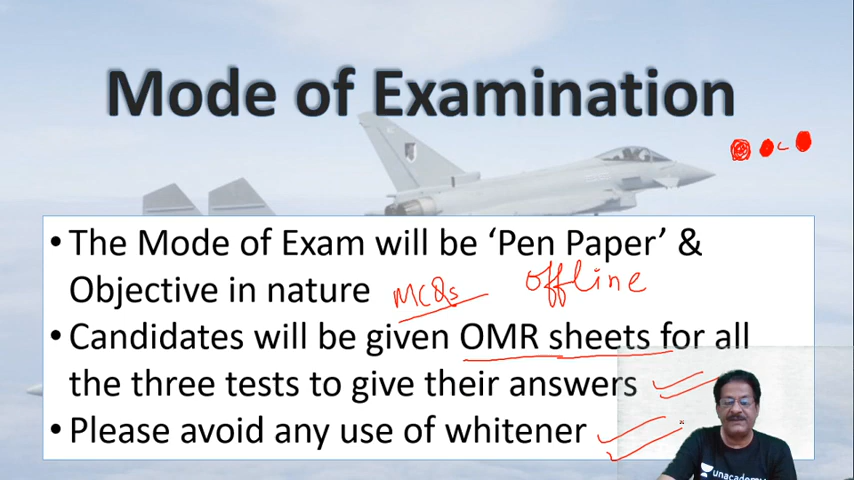 Mode of Examination
• The Mode of Exam will be ‘Pen Paper’ &
Objective in nature MCQs offline
• Candidates will be given OMR sheets for all
the three tests to give their answers
• Please avoid any use of whitener
unacademy